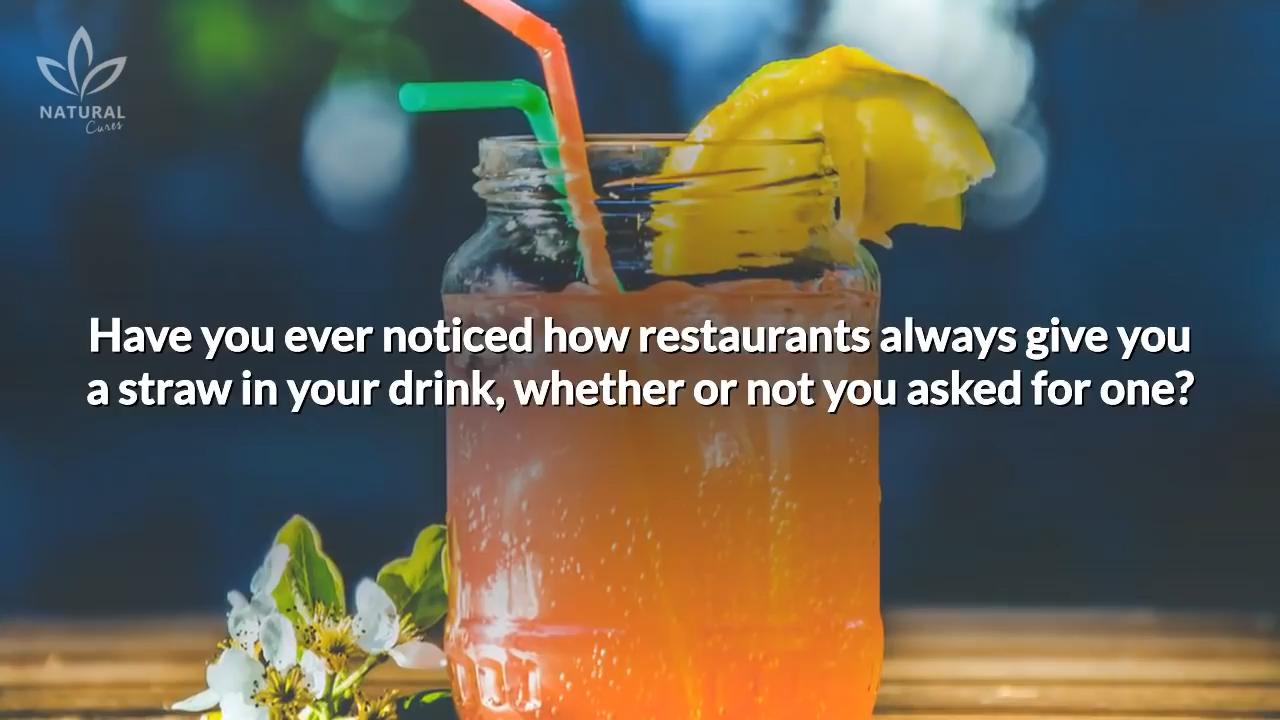 NATURAL
Cures
Have you ever noticed how restaurants always give you
a straw in your drink, whether or not you asked for one?